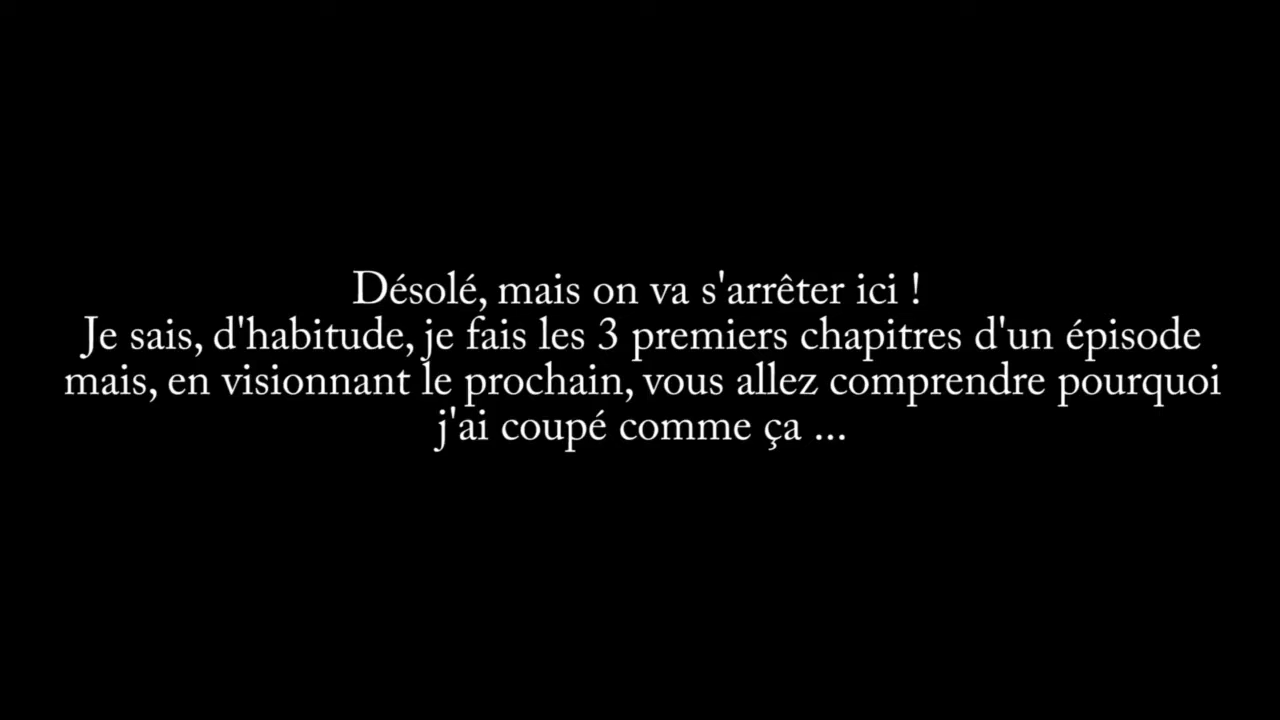 Désolé, mais on va s'arrêter ici !
Je sais, d'habitude, je fais les 3 premiers chapitres d'un épisode
mais, en visionnant le prochain, vous allez comprendre pourquoi
j'ai coupé comme ça ...